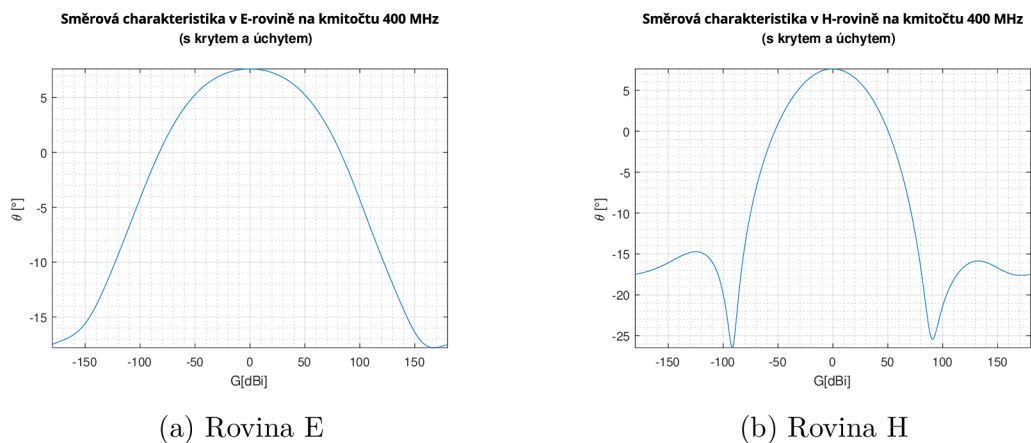 Směrová charakteristika v E-rovině na kmitočtu 400 MHz
(s krytem a úchytem)
5
0
-5
-10
-15
θ [°]
-150 -100 -50 0 50 100 150
G[dBi]
(a) Rovina E
Směrová charakteristika v H-rovině na kmitočtu 400 MHz
(s krytem a úchytem)
5
0
-5
-10
-15
-20
-25
θ [°]
-150 -100 -50 0 50 100 150
G[dBi]
(b) Rovina H